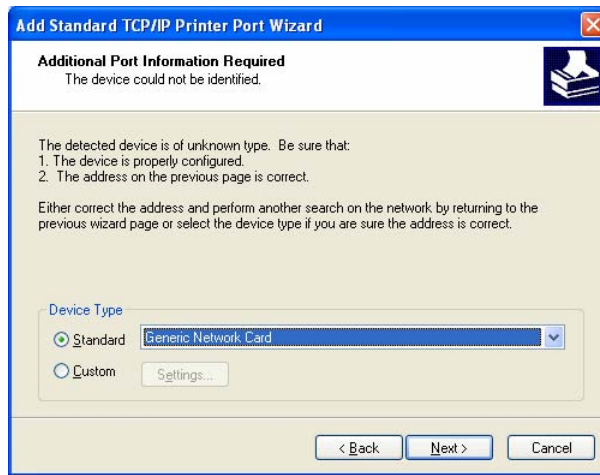 Add Standard TCP/IP Printer Port Wizard
Additional Port Information Required
The device could not be identified.
The detected device is of unknown type. Be sure that:
1. The device is properly configured.
2. The address on the previous page is correct.
Either correct the address and perform another search on the network by returning to the
previous wizard page or select the device type if you are sure the address is correct.
Device Type
Standard
Generic Network Card
Custom
Settings...
< Back
Next >
Cancel